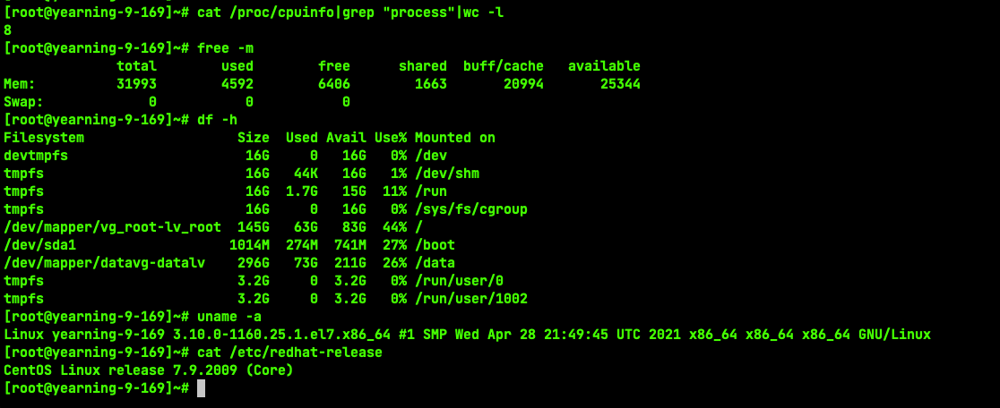 [root@yearning-9-169]~# cat /proc/cpuinfo|grep "process"|wc -l
8
[root@yearning-9-169]~# free -m
              total        used        free      shared  buff/cache   available
Mem:          31993        4592        6406        1663       20994       25344
Swap:             0           0           0
[root@yearning-9-169]~# df -h
Filesystem                   Size  Used Avail Use% Mounted on
devtmpfs                      16G     0   16G   0% /dev
tmpfs                         16G   44K   16G   1% /dev/shm
tmpfs                         16G  1.7G   15G  11% /run
tmpfs                         16G     0   16G   0% /sys/fs/cgroup
/dev/mapper/vg_root-lv_root  145G   63G   83G  44% /
/dev/sda1                   1014M  274M  741M  27% /boot
/dev/mapper/datavg-datalv    296G   73G  211G  26% /data
tmpfs                        3.2G     0  3.2G   0% /run/user/0
tmpfs                        3.2G     0  3.2G   0% /run/user/1002
[root@yearning-9-169]~# uname -a
Linux yearning-9-169 3.10.0-1160.25.1.el7.x86_64 #1 SMP Wed Apr 28 21:49:45 UTC 2021 x86_64 x86_64 x86_64 GNU/Linux
[root@yearning-9-169]~# cat /etc/redhat-release
CentOS Linux release 7.9.2009 (Core)
[root@yearning-9-169]~#